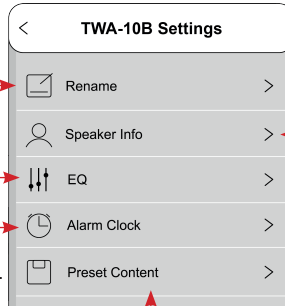 TWA-10B Settings
Rename
Speaker Info
EQ
Alarm Clock
Preset Content